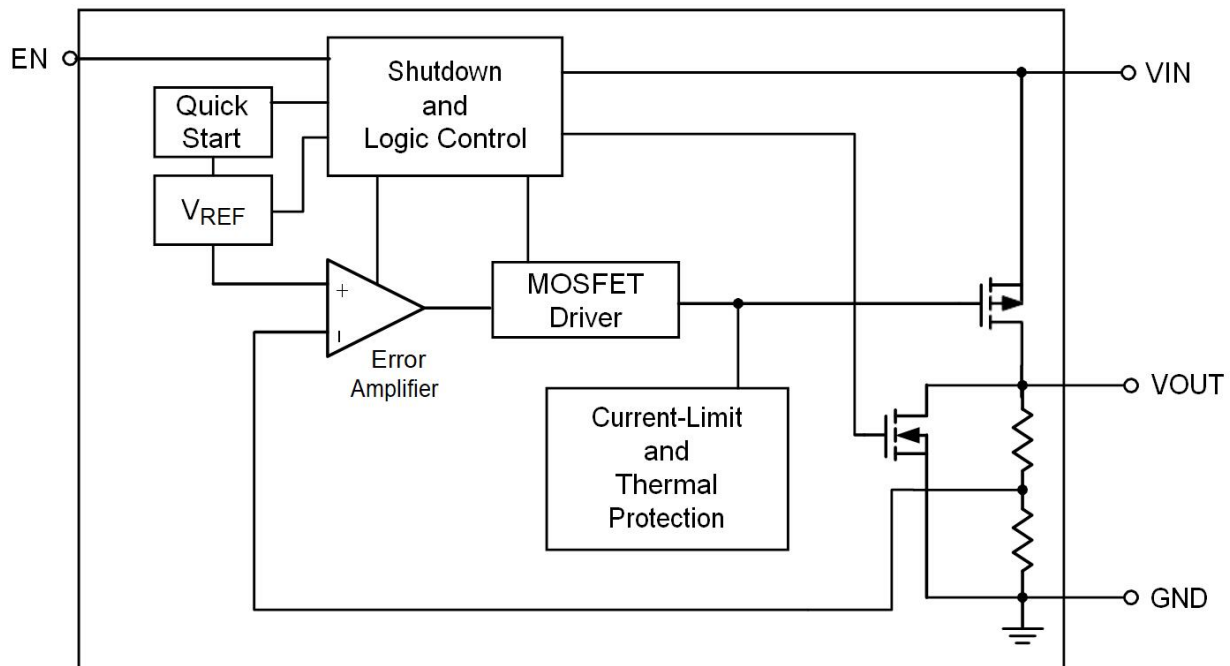 EN
Shutdown
and
Logic Control
VIN
Quick
Start
VREF
+
-
MOSFET
Driver
Error
Amplifier
VOUT
Current-Limit
and
Thermal
Protection
GND